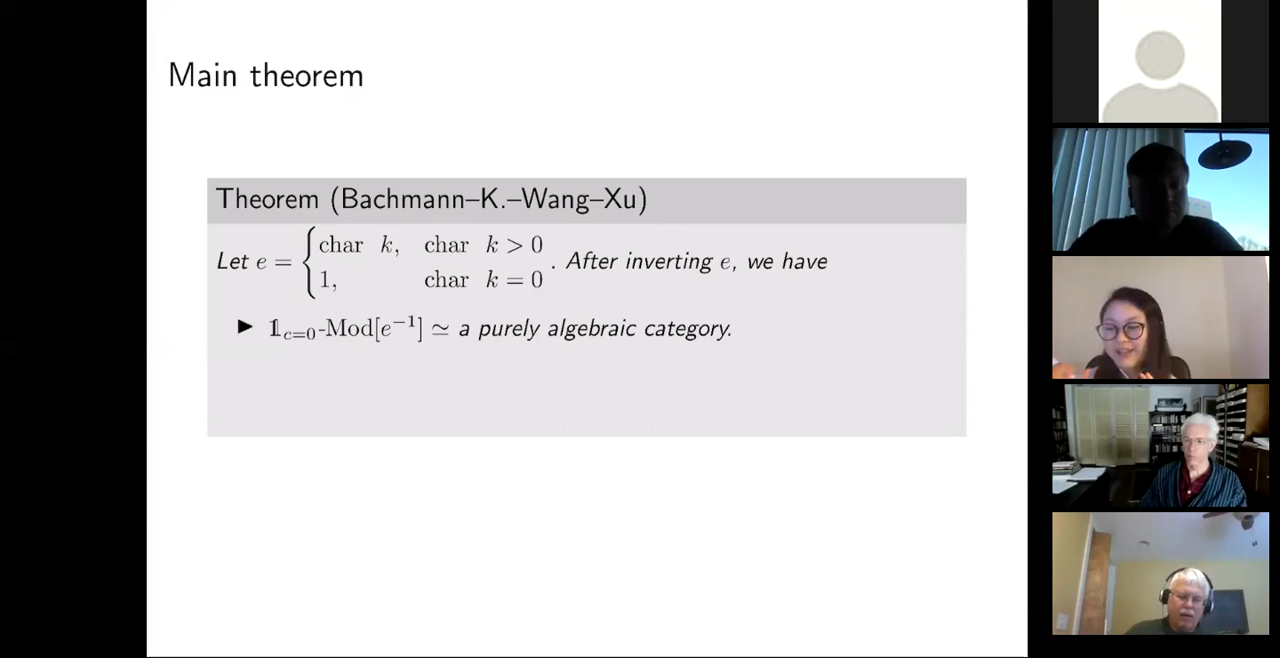 Main theorem
Theorem (Bachmann–K.–Wang–Xu)
Let e = { char k, char k > 0
1, char k = 0 . After inverting e, we have
▶ 𝟙_{c=0}-Mod[e⁻¹] ≃ a purely algebraic category.